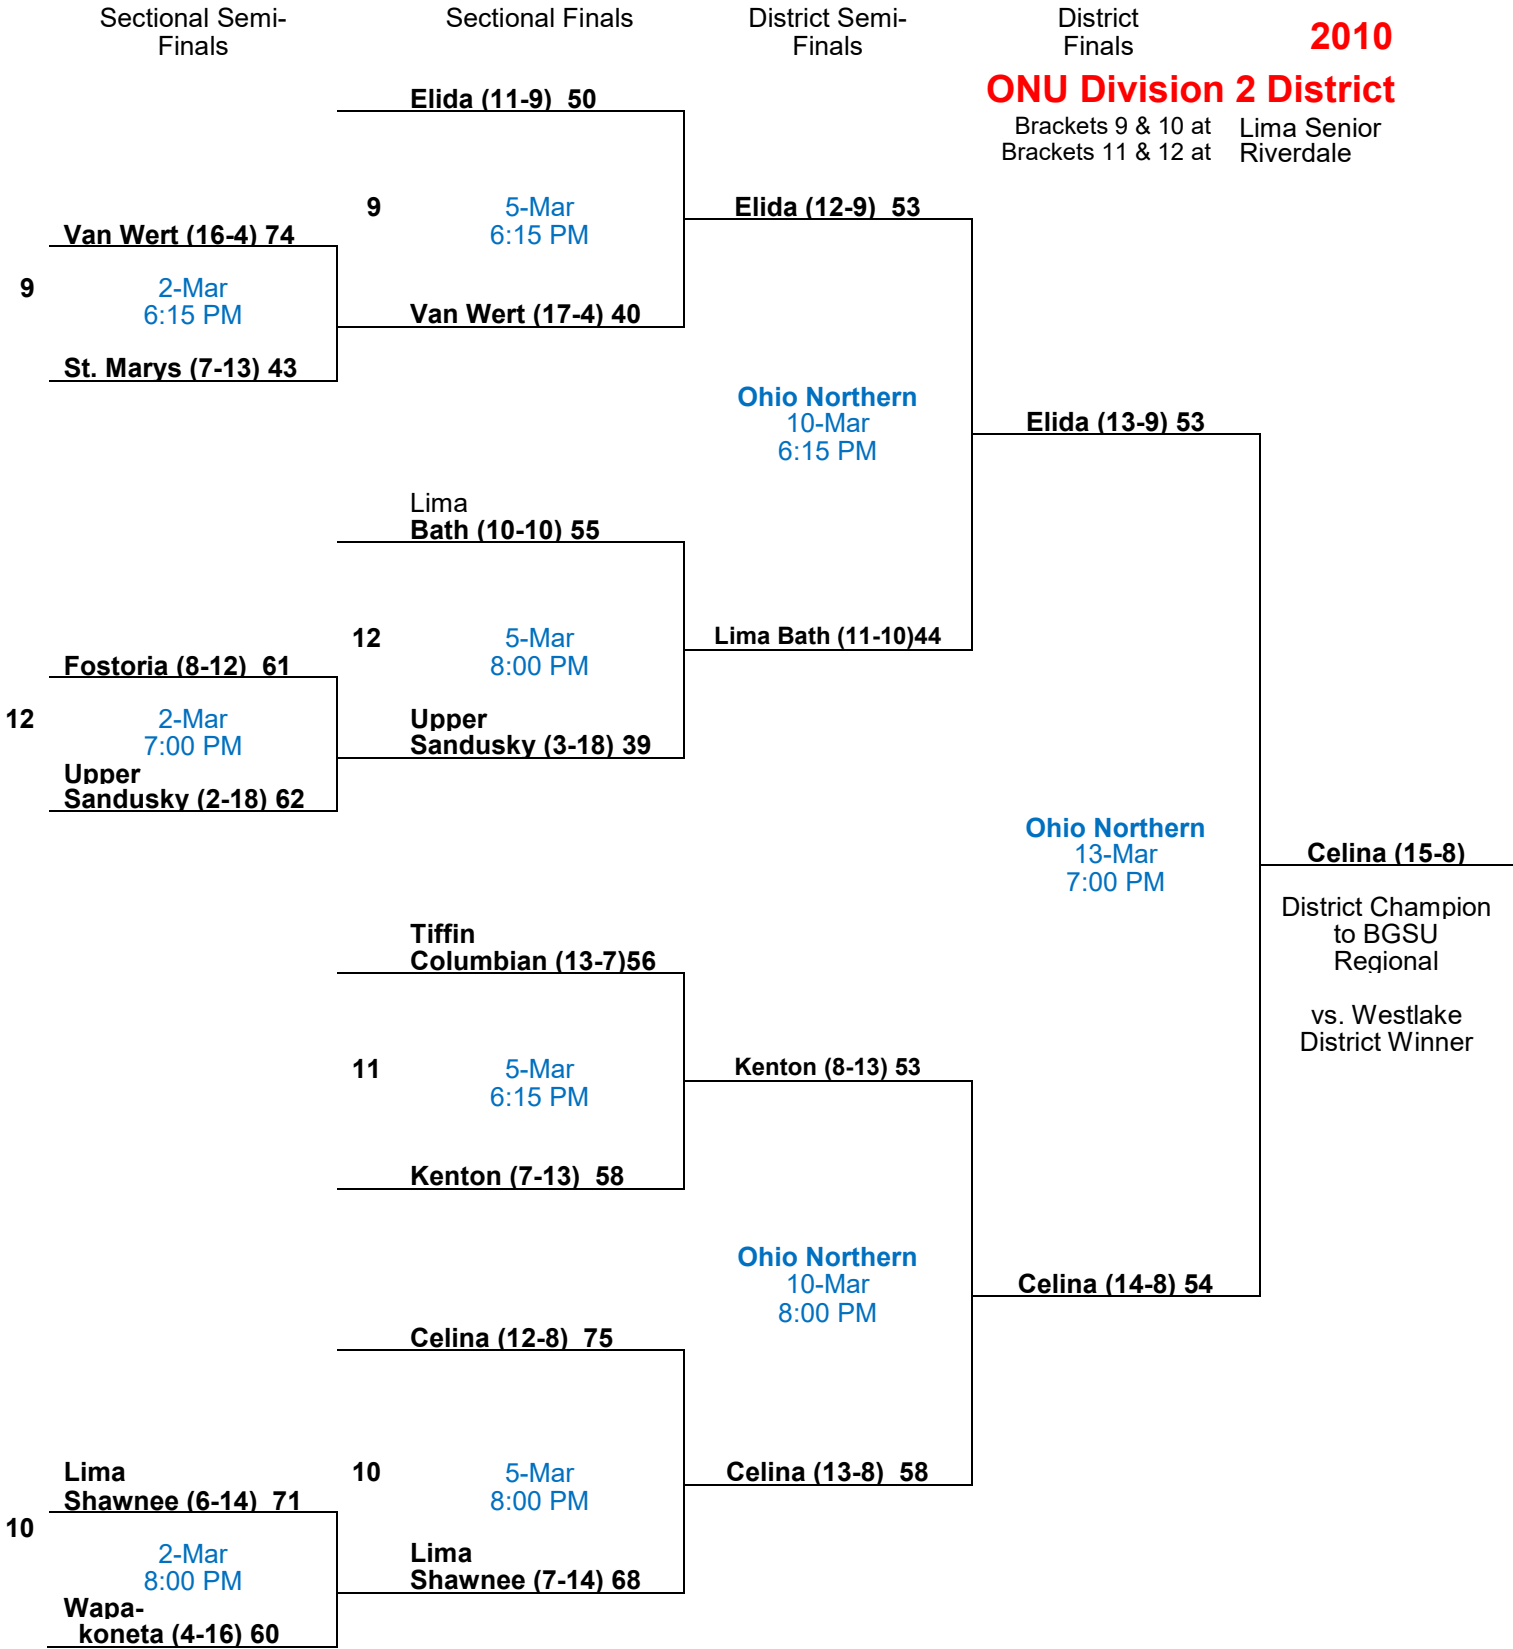 Sectional Semi-
Finals
Sectional Finals
District Semi-
Finals
District
Finals
2010
ONU Division 2 District
Brackets 9 & 10 at Lima Senior
Brackets 11 & 12 at Riverdale
Elida (11-9) 50
9
5-Mar
6:15 PM
Elida (12-9) 53
Van Wert (16-4) 74
9
2-Mar
6:15 PM
Van Wert (17-4) 40
St. Marys (7-13) 43
Ohio Northern
10-Mar
6:15 PM
Elida (13-9) 53
Lima
Bath (10-10) 55
12
5-Mar
8:00 PM
Lima Bath (11-10)44
Fostoria (8-12) 61
12
2-Mar
7:00 PM
Upper
Sandusky (3-18) 39
Upper
Sandusky (2-18) 62
Ohio Northern
13-Mar
7:00 PM
Celina (15-8)
District Champion
to BGSU
Regional
vs. Westlake
District Winner
Tiffin
Columbian (13-7)56
11
5-Mar
6:15 PM
Kenton (8-13) 53
Kenton (7-13) 58
Ohio Northern
10-Mar
8:00 PM
Celina (14-8) 54
Celina (12-8) 75
10
5-Mar
8:00 PM
Celina (13-8) 58
Lima
Shawnee (6-14) 71
10
2-Mar
8:00 PM
Lima
Shawnee (7-14) 68
Wapa-
koneta (4-16) 60